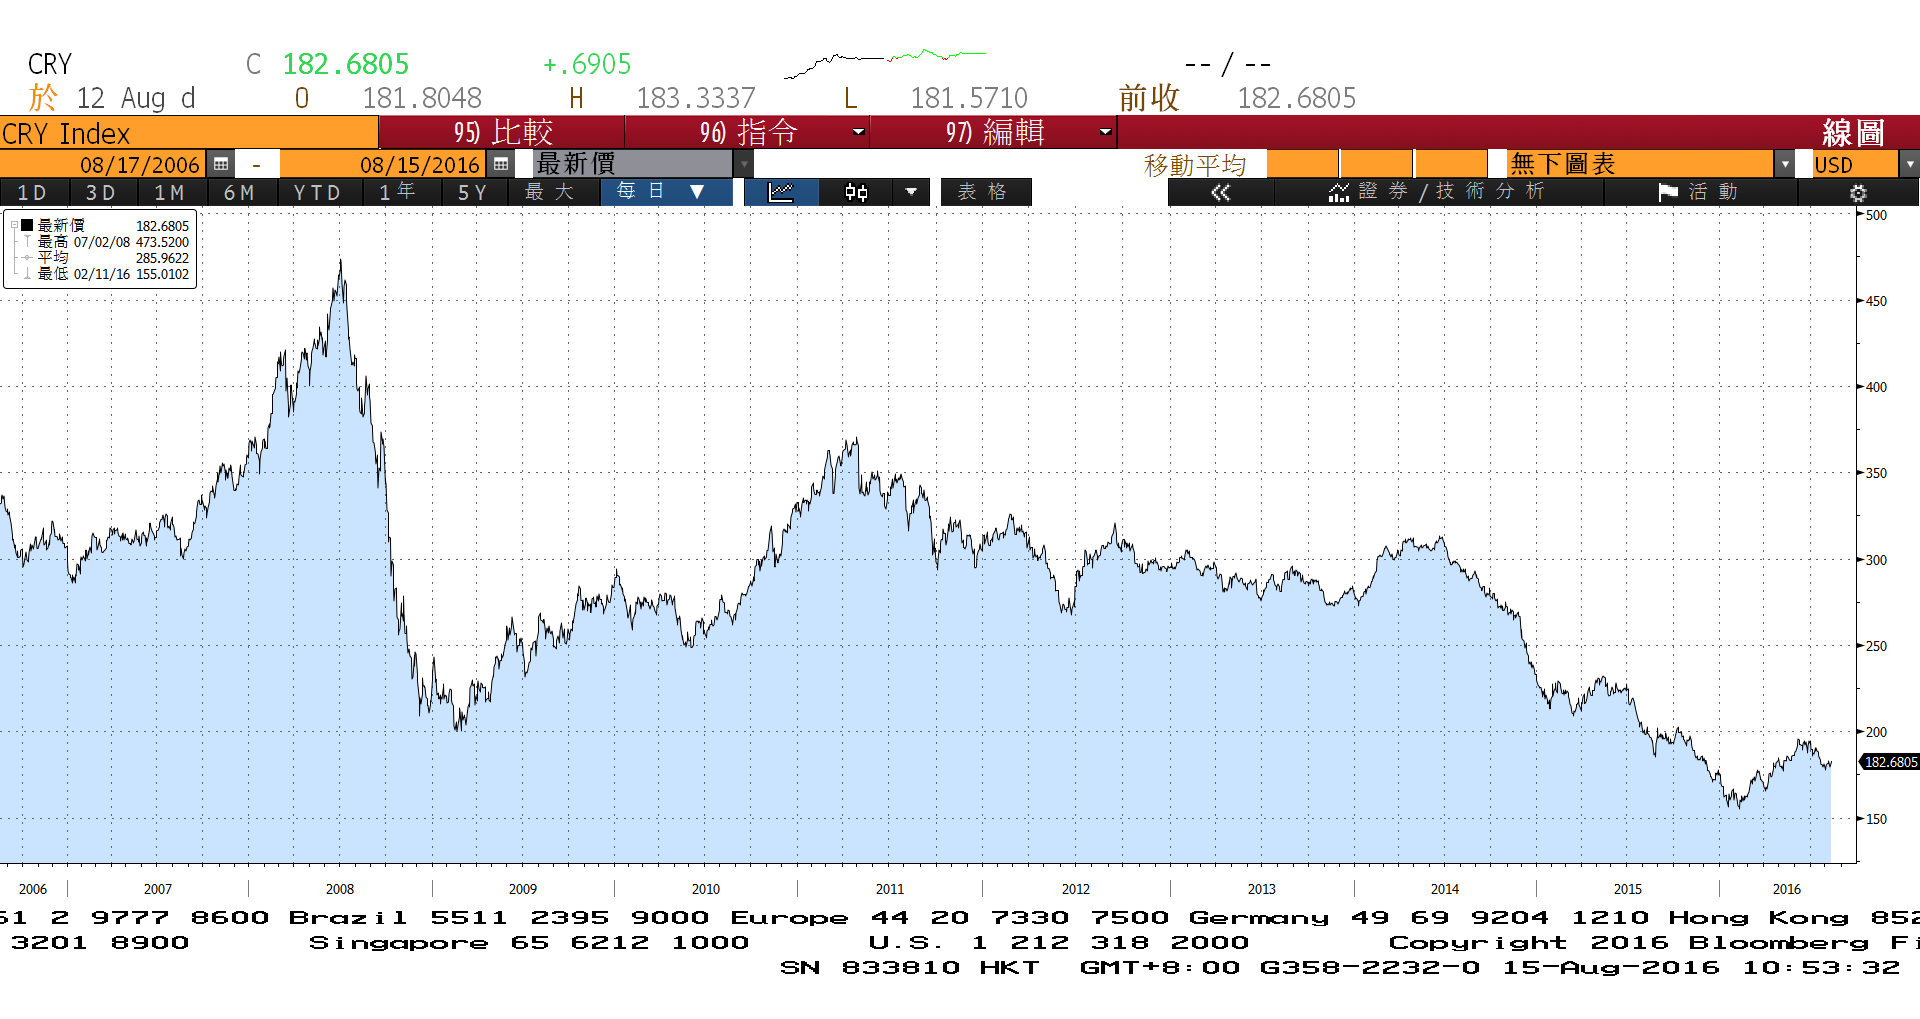 CRY C 182.6805 +.6905 -- / --
於 12 Aug d O 181.8048 H 183.3337 L 181.5710 前收 182.6805
CRY Index 95) 比較 96) 指令 97) 編輯 線圖
08/17/2006 - 08/15/2016 最新價 移動平均 無下圖表 USD
1D 3D 1M 6M YTD 1年 5Y 最大 每日 ▼ 表格 « 證券/技術分析 活動
最新價 182.6805
最高 07/02/08 473.5200
平均 285.9622
最低 02/11/16 155.0102
500
450
400
350
300
250
200
182.6805
150
2006 2007 2008 2009 2010 2011 2012 2013 2014 2015 2016
61 2 9777 8600 Brazil 5511 2395 9000 Europe 44 20 7330 7500 Germany 49 69 9204 1210 Hong Kong 852
3201 8900 Singapore 65 6212 1000 U.S. 1 212 318 2000 Copyright 2016 Bloomberg Fi
SN 833810 HKT GMT+8:00 G358-2232-0 15-Aug-2016 10:53:32